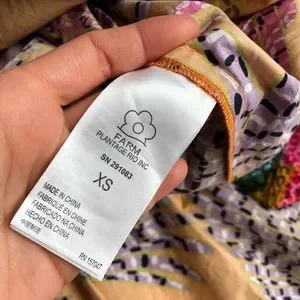 FARM
PLANTAGE.RIO INC
SN 291083
XS
MADE IN CHINA
FABRIQUÉ EN CHINE
FABRICADO NA CHINA
HECHO EN CHINA
中国制造
RN 157047